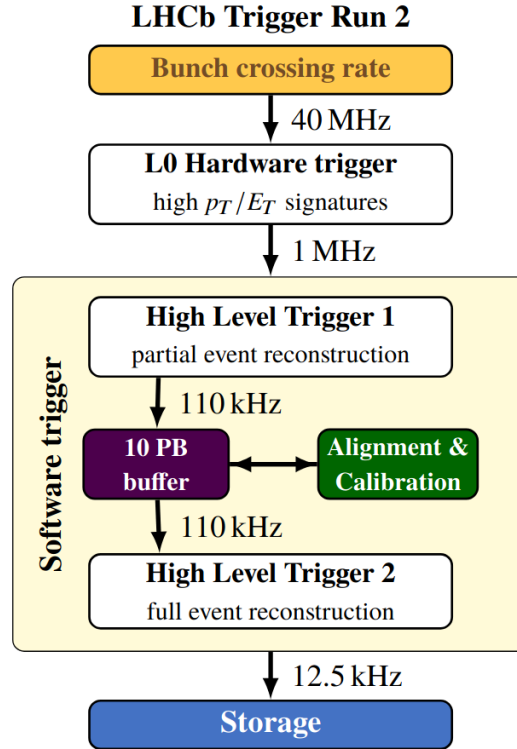 LHCb Trigger Run 2
Bunch crossing rate
40 MHz
L0 Hardware trigger
high p_T/E_T signatures
1 MHz
Software trigger
High Level Trigger 1
partial event reconstruction
110 kHz
10 PB
buffer
Alignment &
Calibration
110 kHz
High Level Trigger 2
full event reconstruction
12.5 kHz
Storage